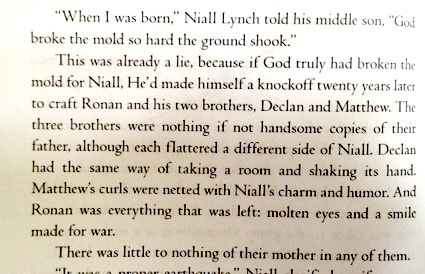 “When I was born,” Niall Lynch told his middle son, “God
broke the mold so hard the ground shook.”
This was already a lie, because if God truly had broken the
mold for Niall, He’d made himself a knockoff twenty years later
to craft Ronan and his two brothers, Declan and Matthew. The
three brothers were nothing if not handsome copies of their
father, although each flattered a different side of Niall. Declan
had the same way of taking a room and shaking its hand.
Matthew’s curls were netted with Niall’s charm and humor. And
Ronan was everything that was left: molten eyes and a smile
made for war.
There was little to nothing of their mother in any of them.
“It was a proper earthquake,” Niall